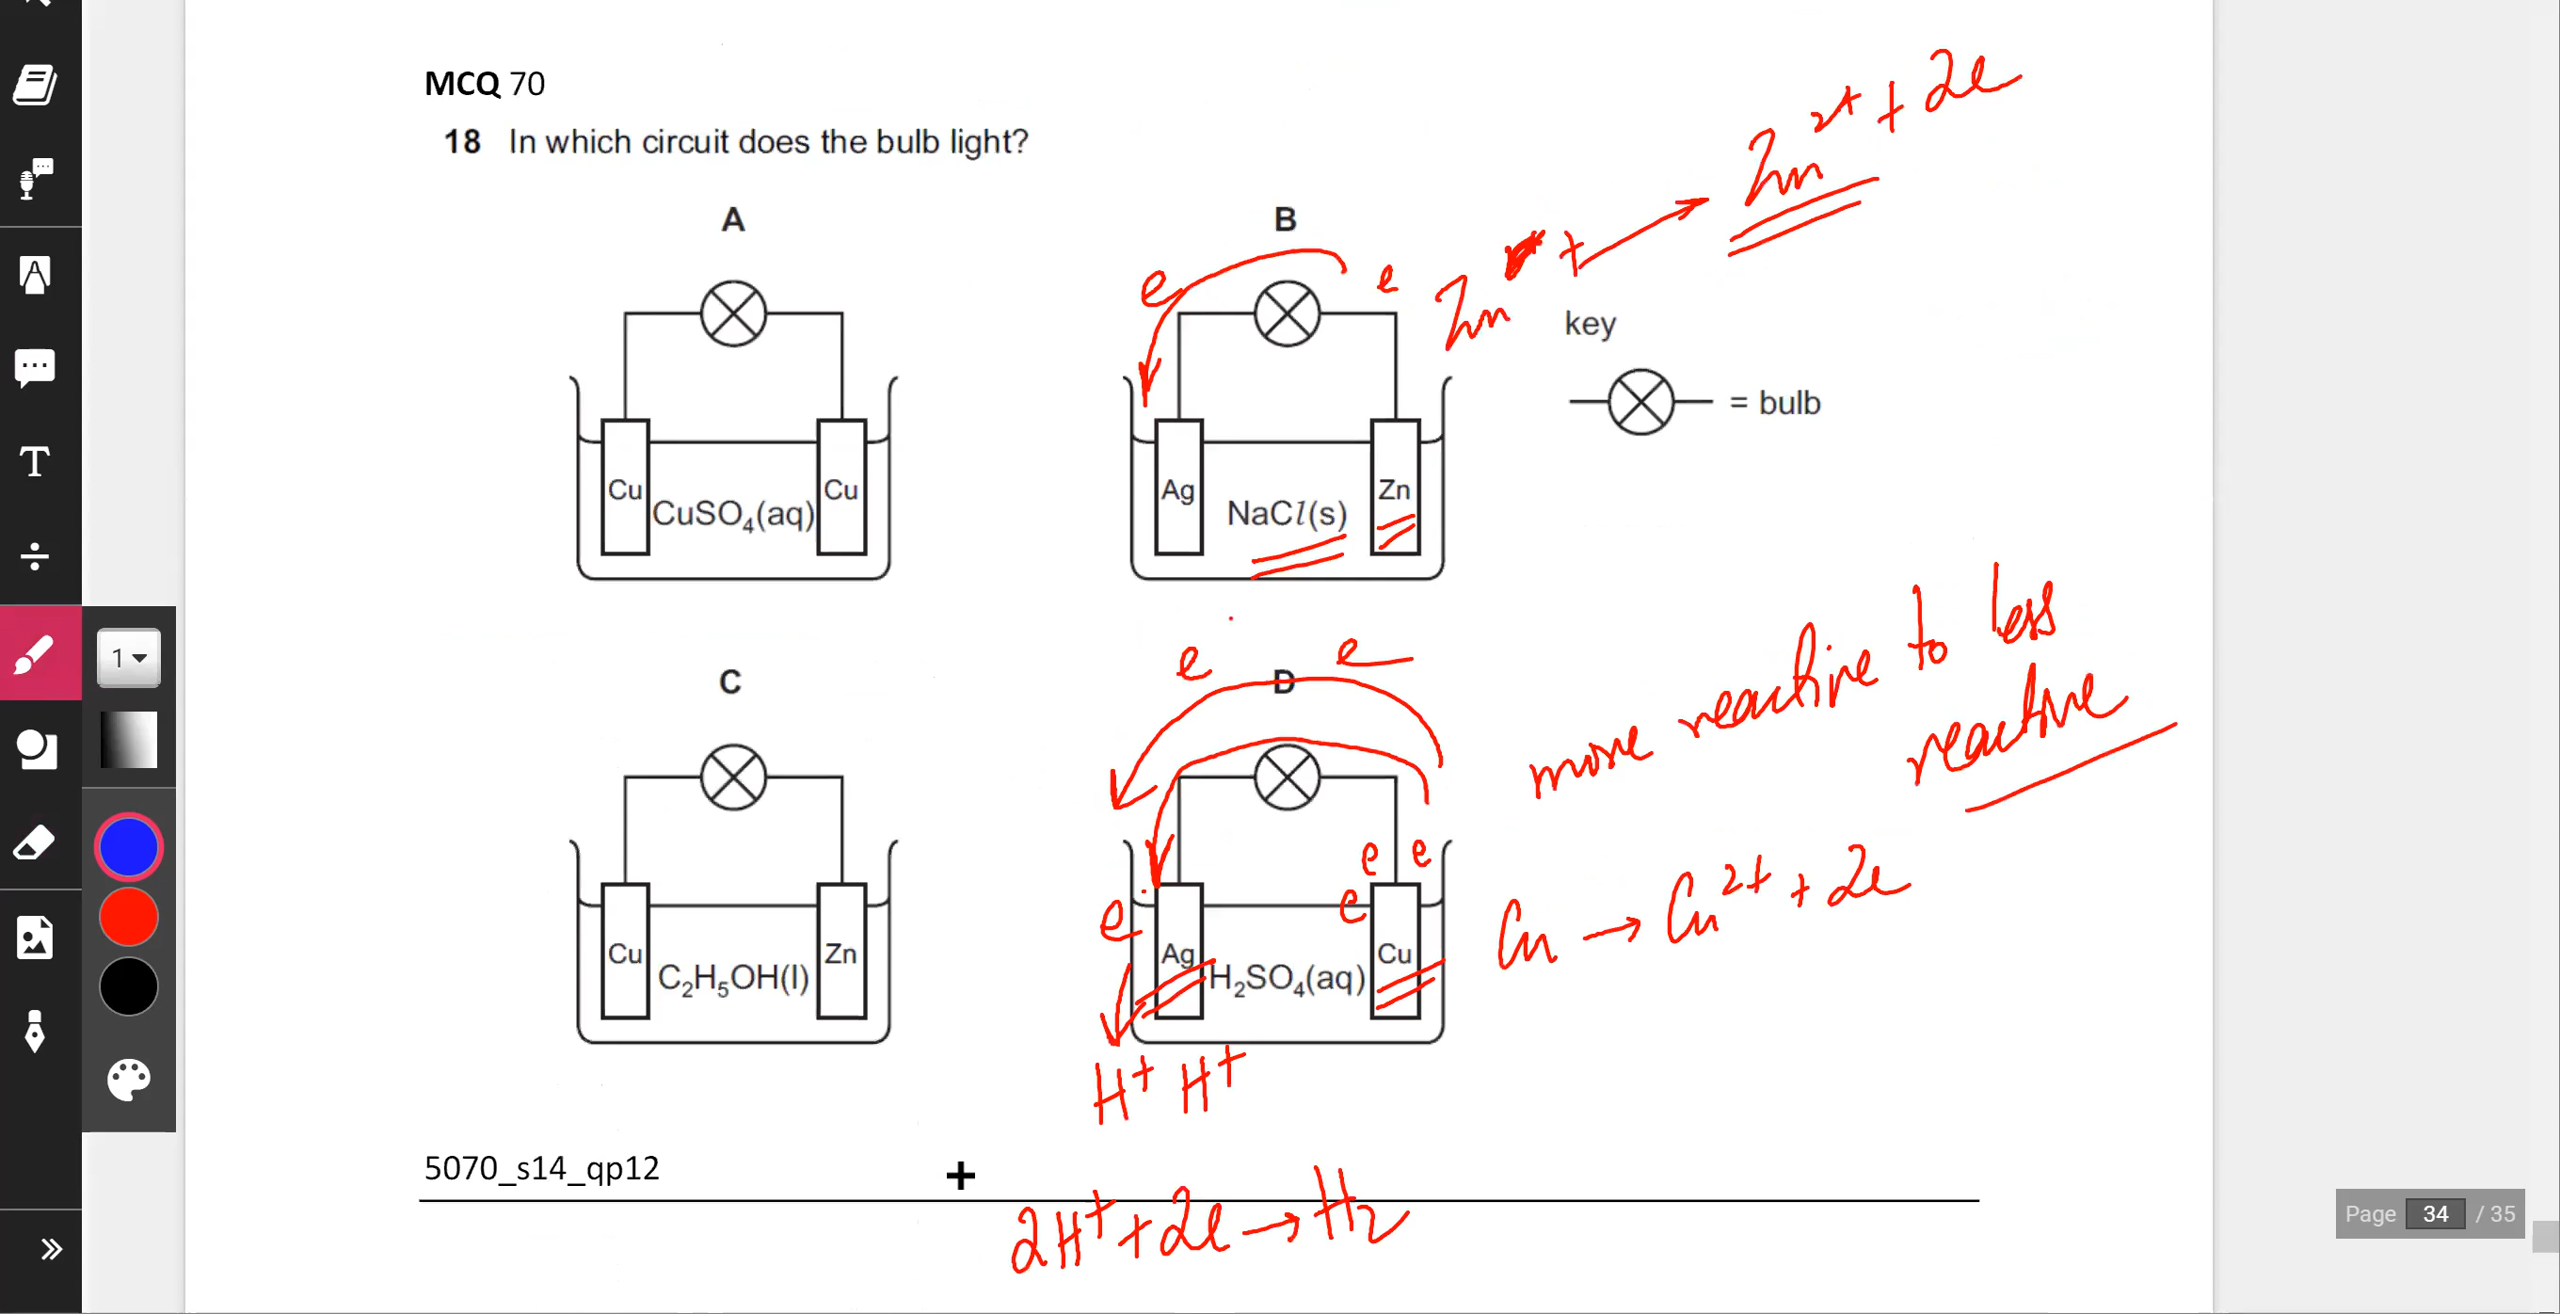 MCQ 70
18 In which circuit does the bulb light?
A
B
e
e
Zn + → Zn²⁺ + 2e
key
= bulb
Cu
CuSO₄(aq)
Cu
Ag
NaCl(s)
Zn
more reactive to less
reactive
C
D
e
e
e
e
e
e
Cu → Cu²⁺ + 2e
Cu
C₂H₅OH(l)
Zn
Ag
H₂SO₄(aq)
Cu
H⁺ H⁺
5070_s14_qp12
+
2H⁺ + 2e → H₂
T
1
Page 34 / 35